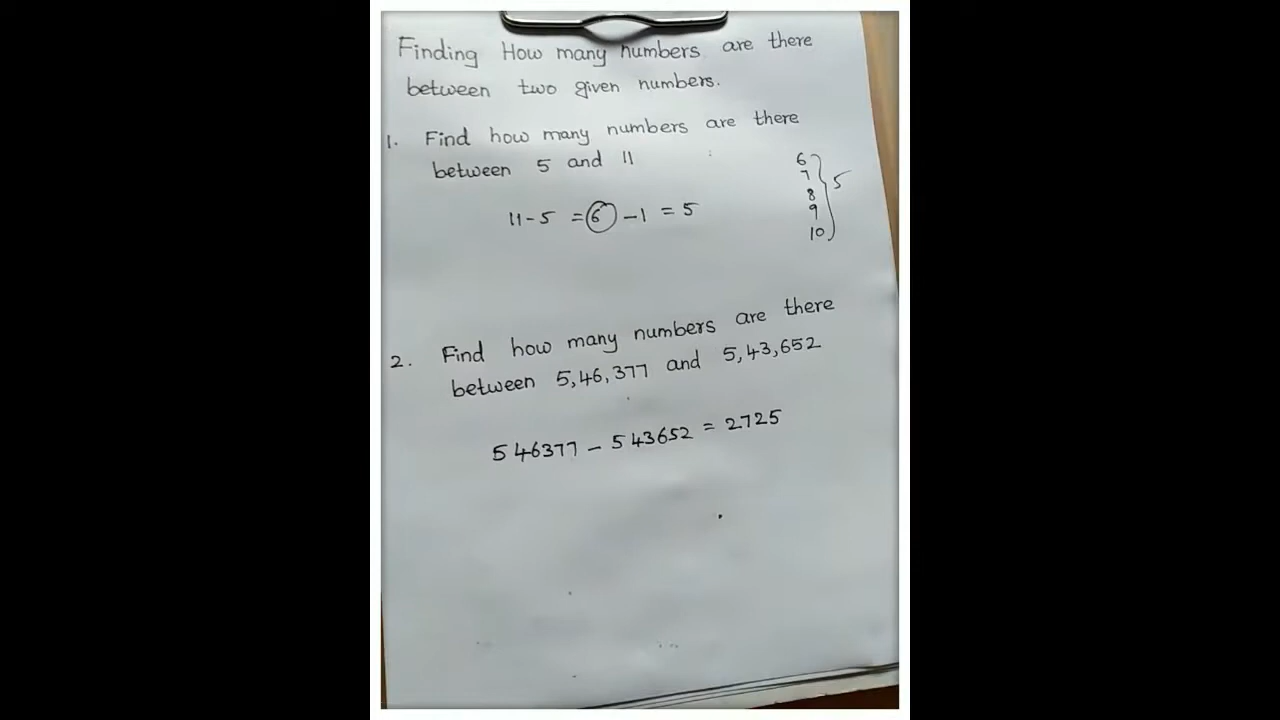 Finding How many numbers are there
between two given numbers.
1. Find how many numbers are there
between 5 and 11
11-5 = 6 -1 = 5
6
7
8
9
10
5
2. Find how many numbers are there
between 5,46,377 and 5,43,652
546377 - 543652 = 2725